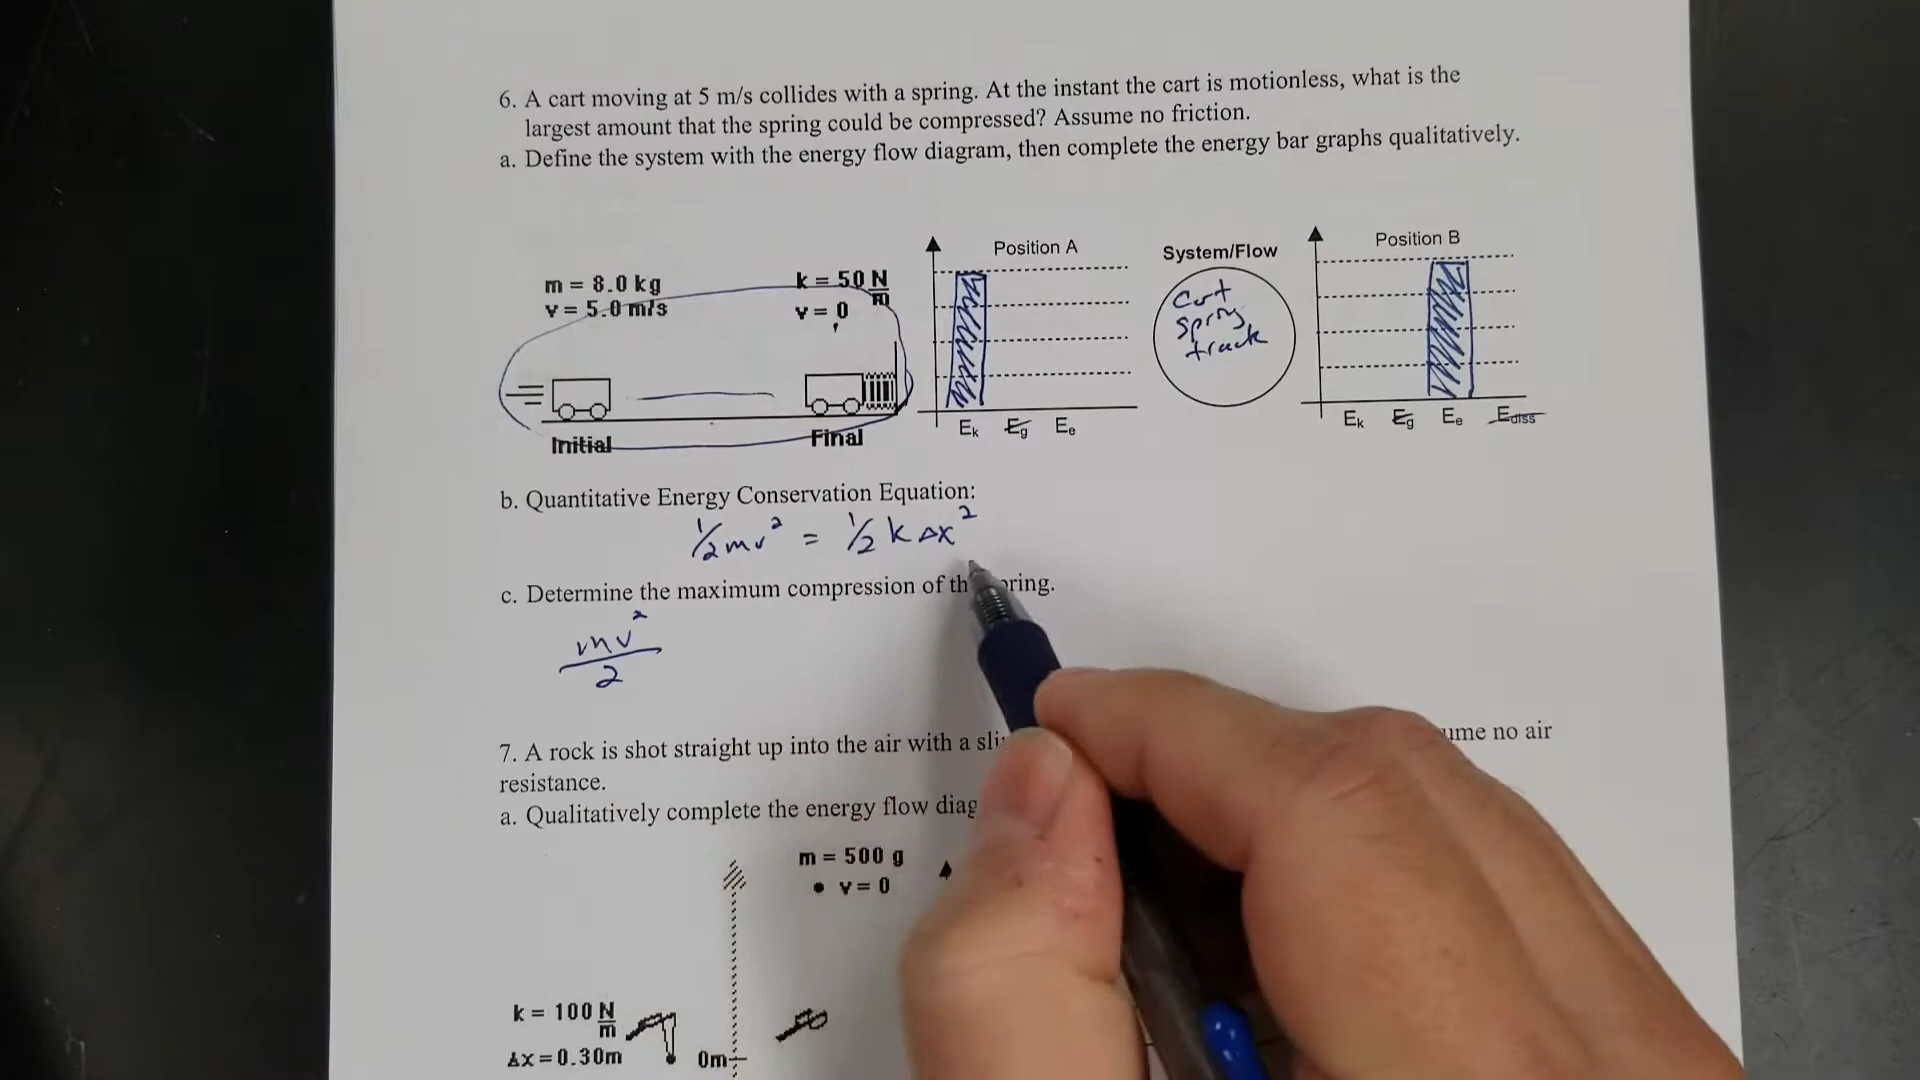 6. A cart moving at 5 m/s collides with a spring. At the instant the cart is motionless, what is the
largest amount that the spring could be compressed? Assume no friction.
a. Define the system with the energy flow diagram, then complete the energy bar graphs qualitatively.
m = 8.0 kg
v = 5.0 m/s
k = 50 N/m
v = 0
Initial
Final
Position A
Ek Eg Ee
System/Flow
Cart
spring
track
Position B
Ek Eg Ee Ediss
b. Quantitative Energy Conservation Equation:
1/2 mv² = 1/2 k Δx²
c. Determine the maximum compression of th ring.
mv²
2
7. A rock is shot straight up into the air with a sli ume no air
resistance.
a. Qualitatively complete the energy flow diag
m = 500 g
v = 0
k = 100 N/m
Δx = 0.30m
0m